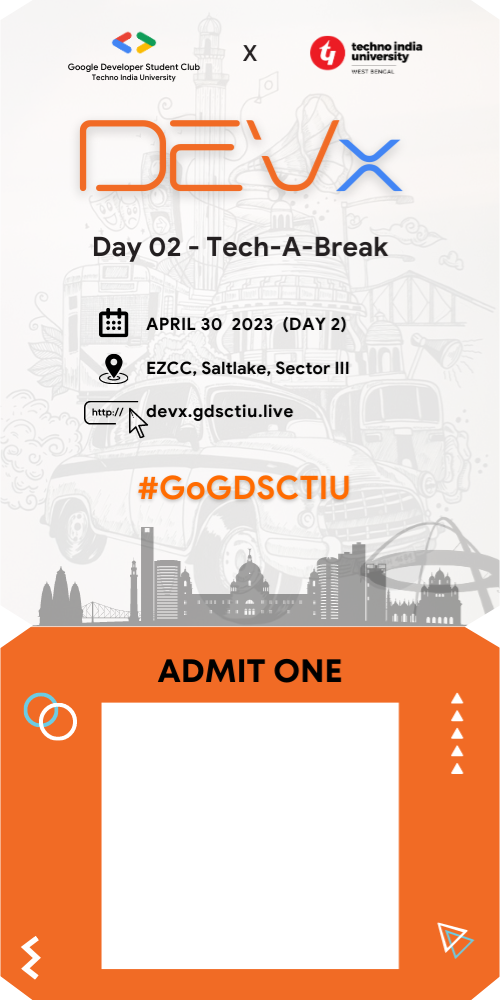 Google Developer Student Club
Techno India University
X
techno india
university
WEST BENGAL
DEVx
Day 02 - Tech-A-Break
APRIL 30 2023 (DAY 2)
EZCC, Saltlake, Sector III
http://
devx.gdsctiu.live
#GoGDSCTIU
ADMIT ONE